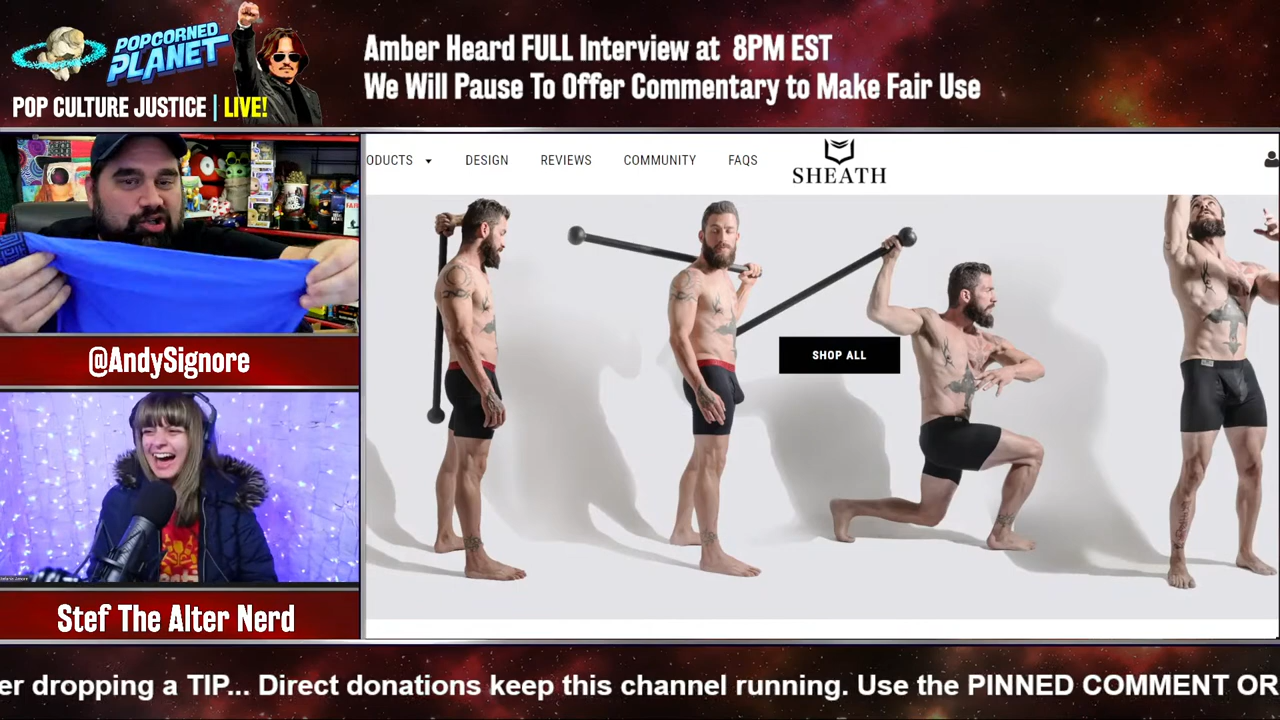 POPCORNED
PLANET
POP CULTURE JUSTICE | LIVE!
Amber Heard FULL Interview at 8PM EST
We Will Pause To Offer Commentary to Make Fair Use
ODUCTS
DESIGN
REVIEWS
COMMUNITY
FAQS
SHEATH
SHOP ALL
@AndySignore
Stef The Alter Nerd
er dropping a TIP... Direct donations keep this channel running. Use the PINNED COMMENT OR